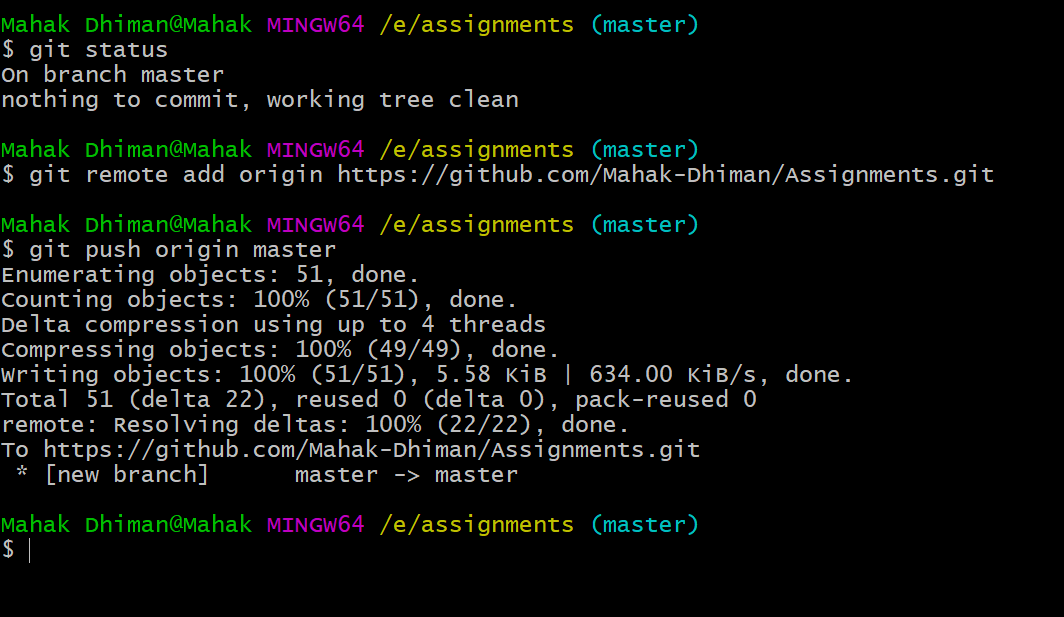 Mahak Dhiman@Mahak MINGW64 /e/assignments (master)
$ git status
On branch master
nothing to commit, working tree clean
Mahak Dhiman@Mahak MINGW64 /e/assignments (master)
$ git remote add origin https://github.com/Mahak-Dhiman/Assignments.git
Mahak Dhiman@Mahak MINGW64 /e/assignments (master)
$ git push origin master
Enumerating objects: 51, done.
Counting objects: 100% (51/51), done.
Delta compression using up to 4 threads
Compressing objects: 100% (49/49), done.
Writing objects: 100% (51/51), 5.58 KiB | 634.00 KiB/s, done.
Total 51 (delta 22), reused 0 (delta 0), pack-reused 0
remote: Resolving deltas: 100% (22/22), done.
To https://github.com/Mahak-Dhiman/Assignments.git
 * [new branch]      master -> master
Mahak Dhiman@Mahak MINGW64 /e/assignments (master)
$